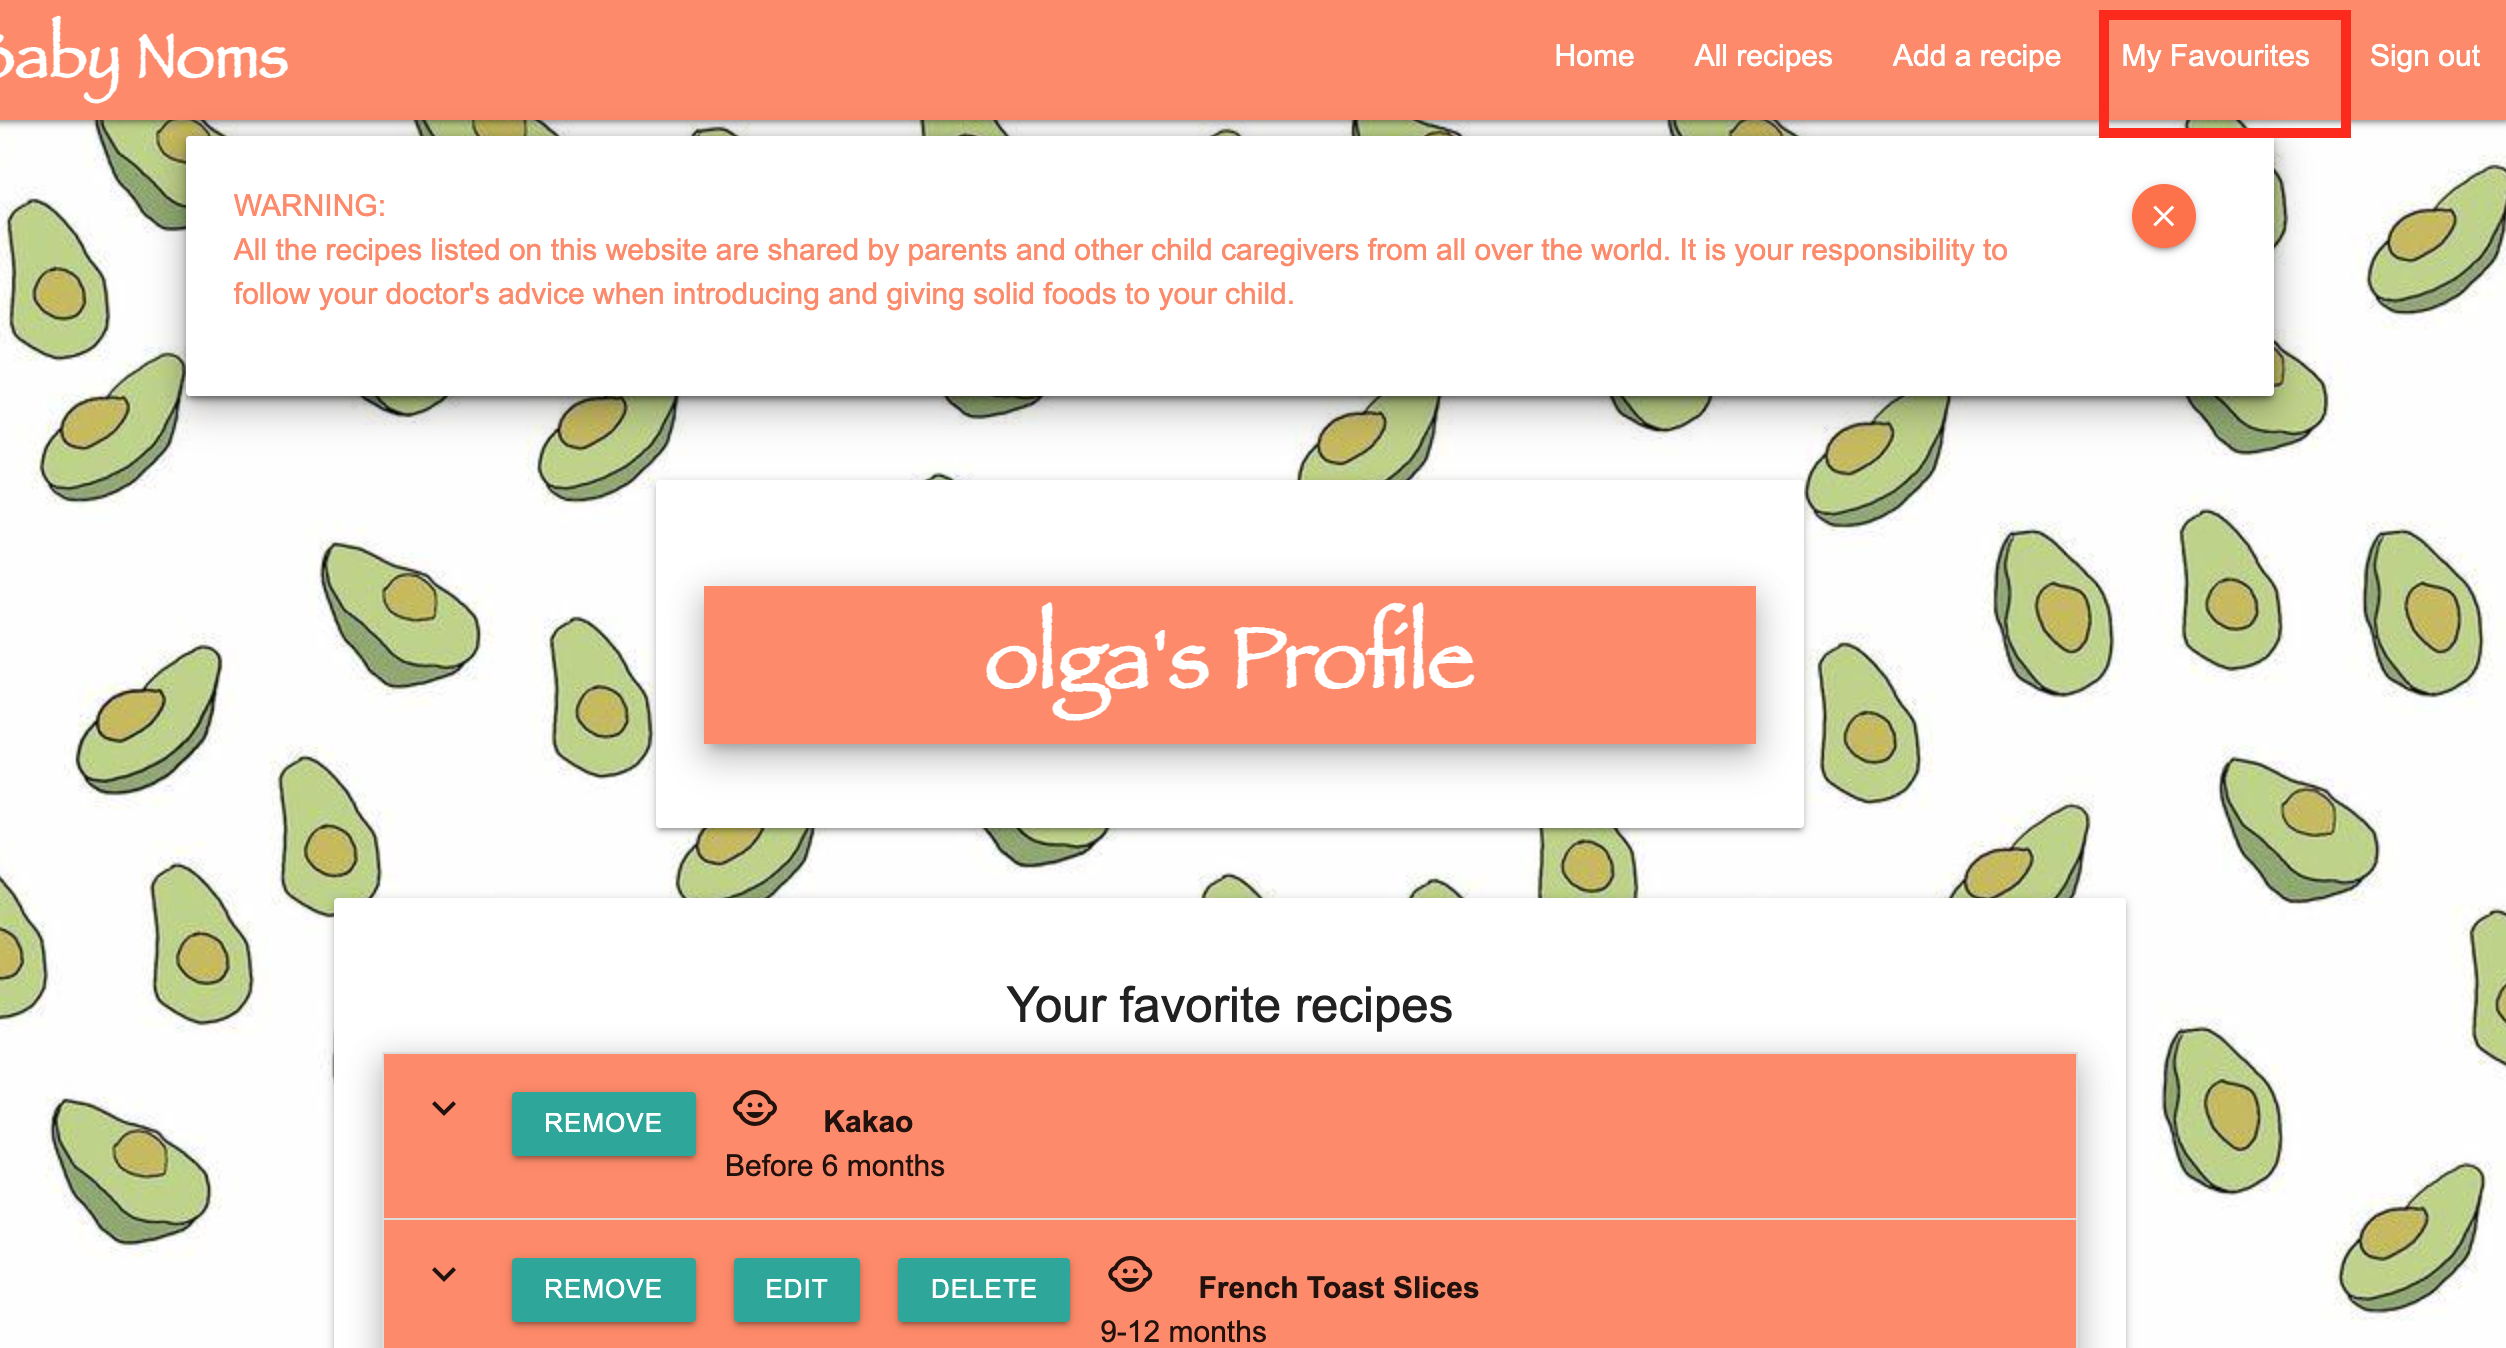 Baby Noms
Home All recipes Add a recipe My Favourites Sign out
WARNING:
All the recipes listed on this website are shared by parents and other child caregivers from all over the world. It is your responsibility to
follow your doctor's advice when introducing and giving solid foods to your child.
olga's Profile
Your favorite recipes
REMOVE Kakao
Before 6 months
REMOVE EDIT DELETE French Toast Slices
9-12 months